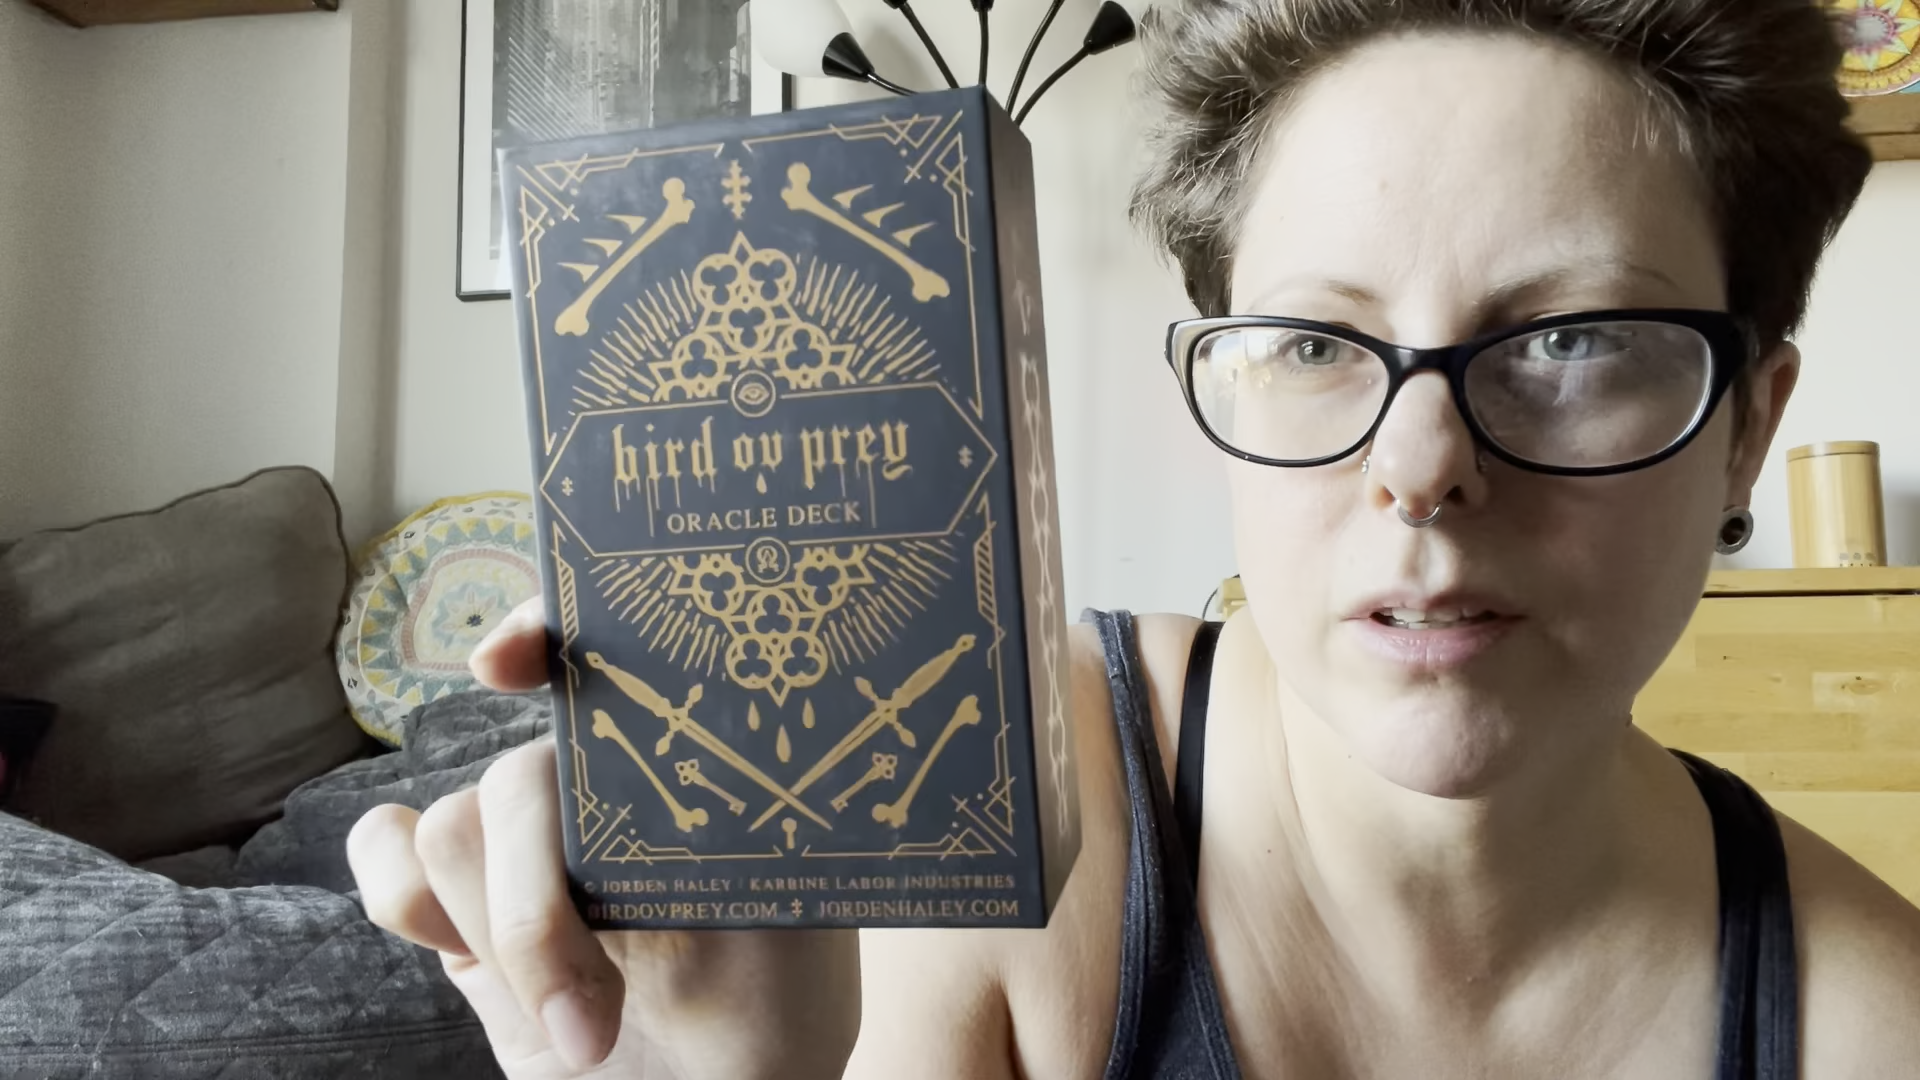 bird ov prey
ORACLE DECK
© JORDEN HALEY | KARBINE LABOR INDUSTRIES
BIRDOVPREY.COM ‡ JORDENHALEY.COM